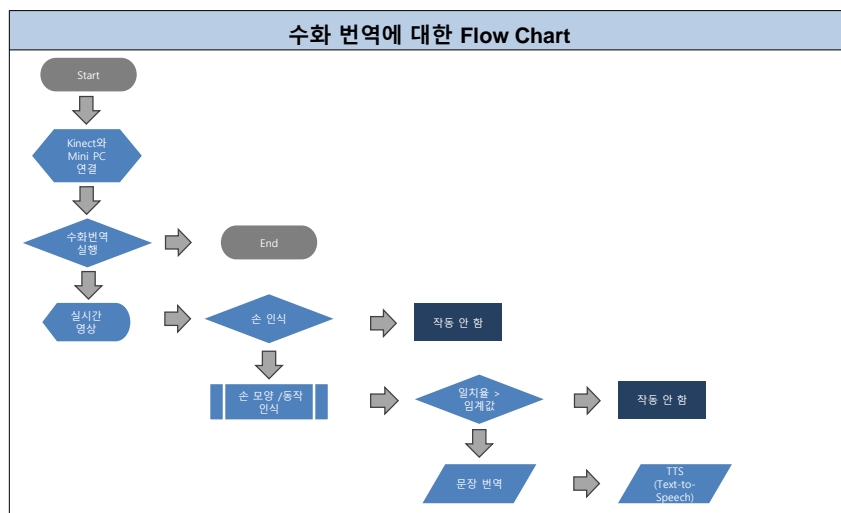 수화 번역에 대한 Flow Chart
Start
Kinect와
Mini PC
연결
수화번역
실행
End
실시간
영상
손 인식
작동 안 함
손 모양 /동작
인식
일치율 >
임계값
작동 안 함
문장 번역
TTS
(Text-to-
Speech)